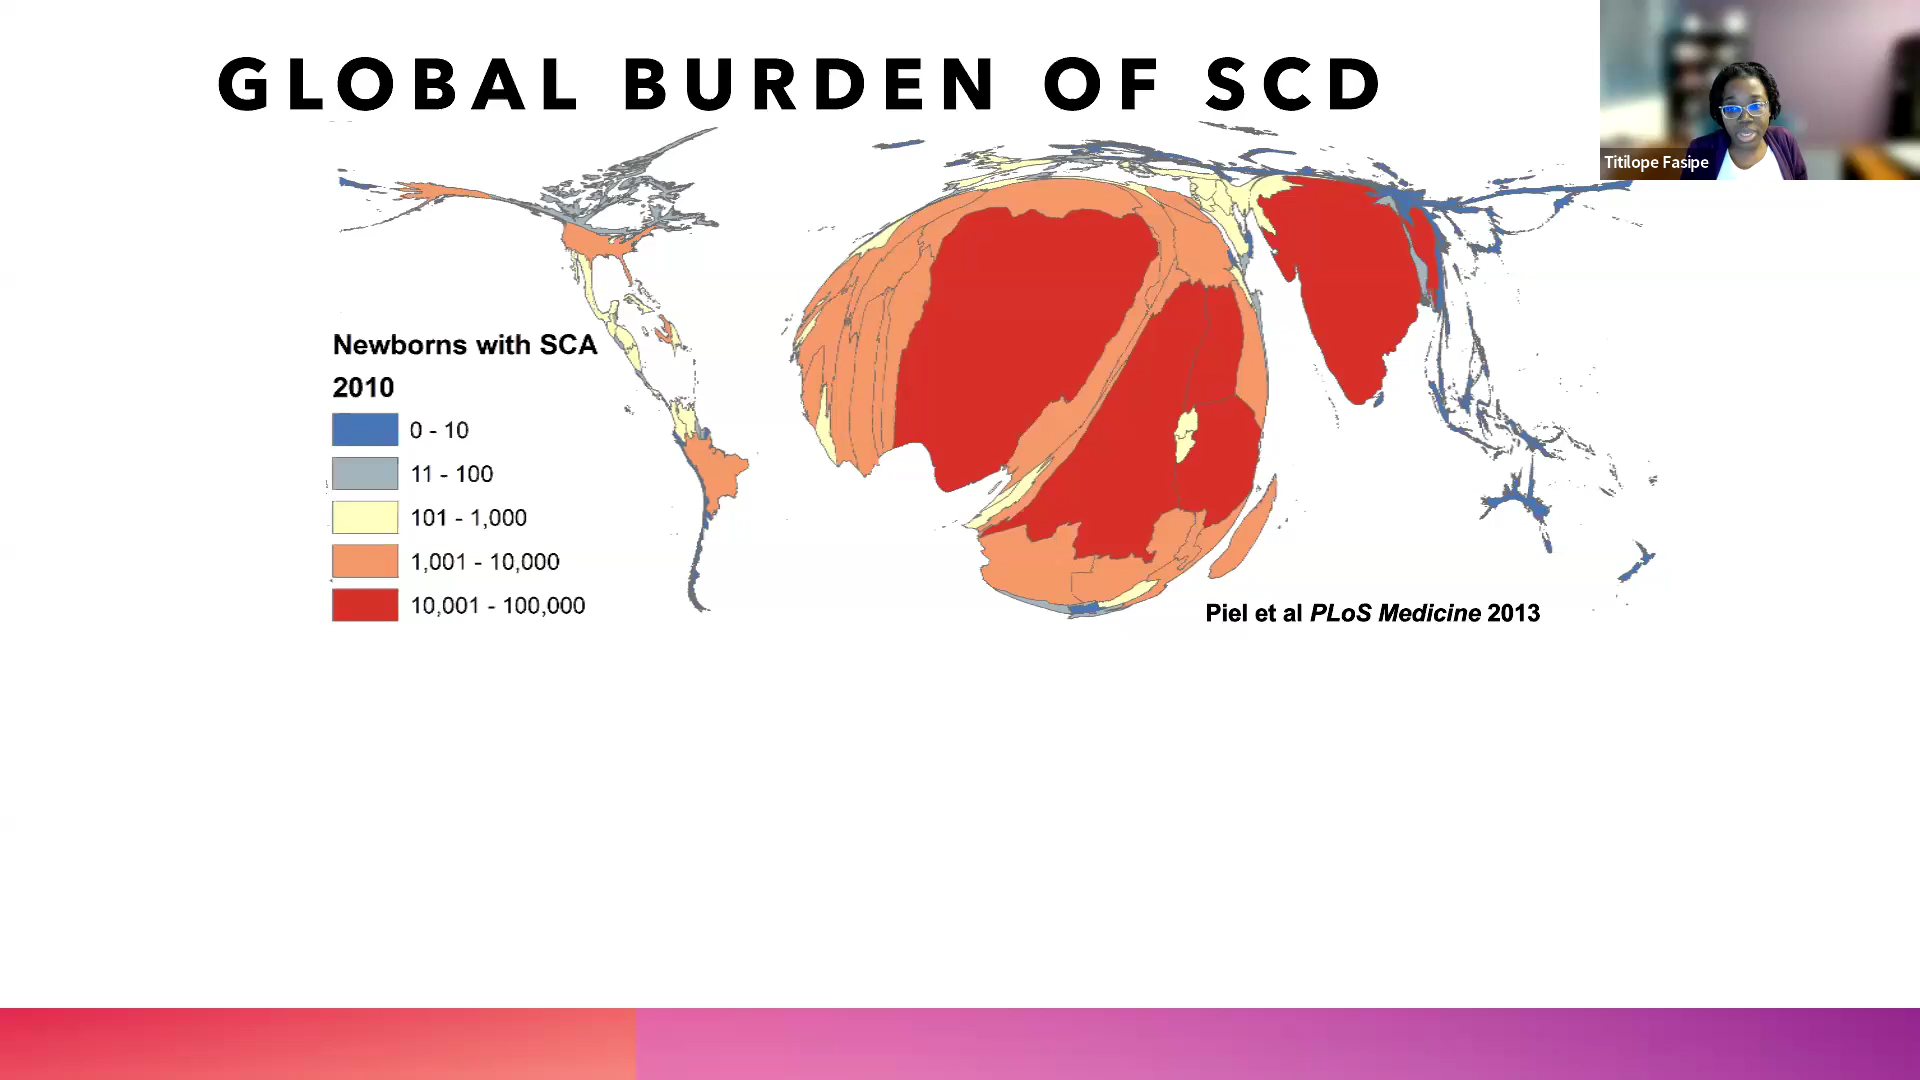 GLOBAL BURDEN OF SCD
Titilope Fasipe
Newborns with SCA
2010
0 - 10
11 - 100
101 - 1,000
1,001 - 10,000
10,001 - 100,000
Piel et al PLoS Medicine 2013